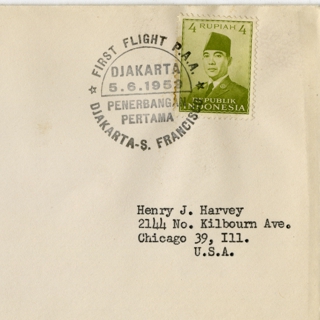 FIRST FLIGHT P.A.A.
DJAKARTA
5.6.1953
PENERBANGAN
PERTAMA
DJAKARTA-S. FRANCIS
4 RUPIAH 4
REPUBLIK
INDONESIA
Henry J. Harvey
2144 No. Kilbourn Ave.
Chicago 39, Ill.
U.S.A.